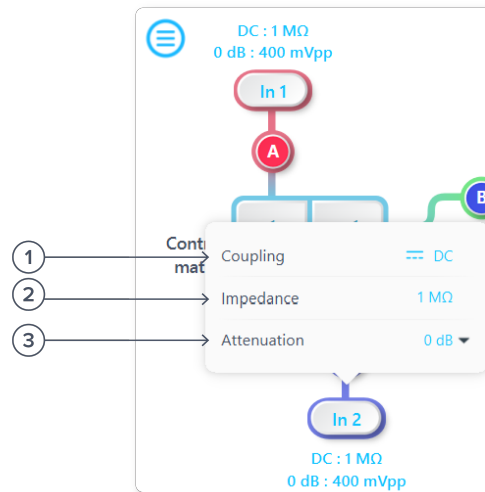 DC : 1 MΩ
0 dB : 400 mVpp
In 1
A
B
1
Coupling
DC
2
Impedance
1 MΩ
3
Attenuation
0 dB
In 2
DC : 1 MΩ
0 dB : 400 mVpp